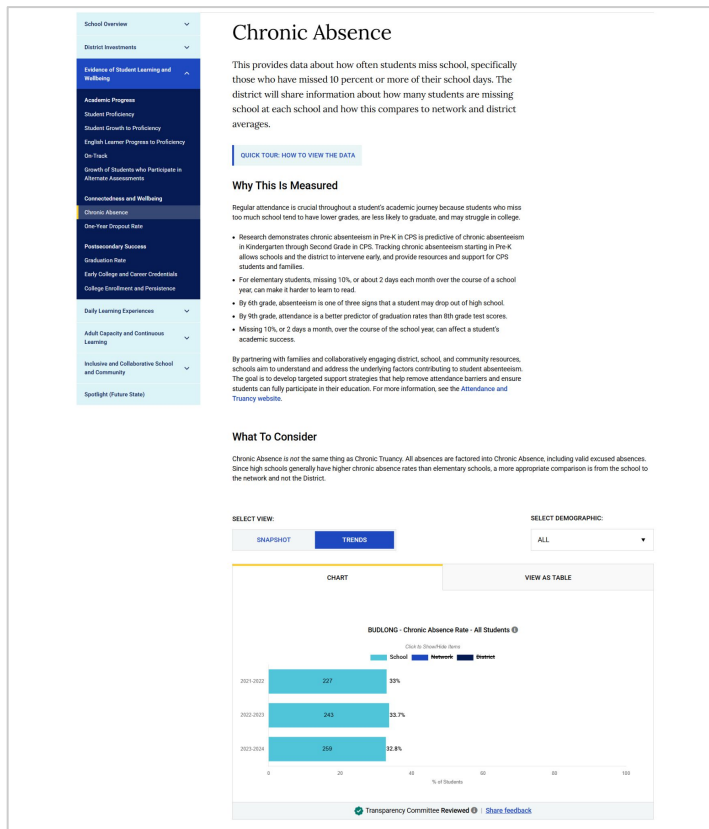 School Overview
District Investments
Evidence of Student Learning and
Wellbeing
Academic Progress
Student Proficiency
Student Growth to Proficiency
English Learner Progress to Proficiency
On-Track
Growth of Students who Participate in
Alternate Assessments
Connectedness and Wellbeing
Chronic Absence
One-Year Dropout Rate
Postsecondary Success
Graduation Rate
Early College and Career Credentials
College Enrollment and Persistence
Daily Learning Experiences
Adult Capacity and Continuous
Learning
Inclusive and Collaborative School
and Community
Spotlight (Future State)
Chronic Absence
This provides data about how often students miss school, specifically
those who have missed 10 percent or more of their school days. The
district will share information about how many students are missing
school at each school and how this compares to network and district
averages.
QUICK TOUR: HOW TO VIEW THE DATA
Why This Is Measured
Regular attendance is crucial throughout a student's academic journey because students who miss
too much school tend to have lower grades, are less likely to graduate, and may struggle in college.
• Research demonstrates chronic absenteeism in Pre-K in CPS is predictive of chronic absenteeism
in Kindergarten through Second Grade in CPS. Tracking chronic absenteeism starting in Pre-K
allows schools and the district to intervene early, and provide resources and support for CPS
students and families.
• For elementary students, missing 10%, or about 2 days each month over the course of a school
year, can make it harder to learn to read.
• By 6th grade, absenteeism is one of three signs that a student may drop out of high school.
• By 9th grade, attendance is a better predictor of graduation rates than 8th grade test scores.
• Missing 10%, or 2 days a month, over the course of the school year, can affect a student's
academic success.
By partnering with families and collaboratively engaging district, school, and community resources,
schools aim to understand and address the underlying factors contributing to student absenteeism.
The goal is to develop targeted support strategies that help remove attendance barriers and ensure
students can fully participate in their education. For more information, see the Attendance and
Truancy website.
What To Consider
Chronic Absence is not the same thing as Chronic Truancy. All absences are factored into Chronic Absence, including valid excused absences.
Since high schools generally have higher chronic absence rates than elementary schools, a more appropriate comparison is from the school to
the network and not the District.
SELECT VIEW:
SNAPSHOT TRENDS
SELECT DEMOGRAPHIC:
ALL
CHART
VIEW AS TABLE
BUDLONG - Chronic Absence Rate - All Students
Click to Show/Hide Items
School Network District
2021-2022 227 33%
2022-2023 243 33.7%
2023-2024 259 32.8%
0 20 40 60 80 100
% of Students
Transparency Committee Reviewed | Share feedback